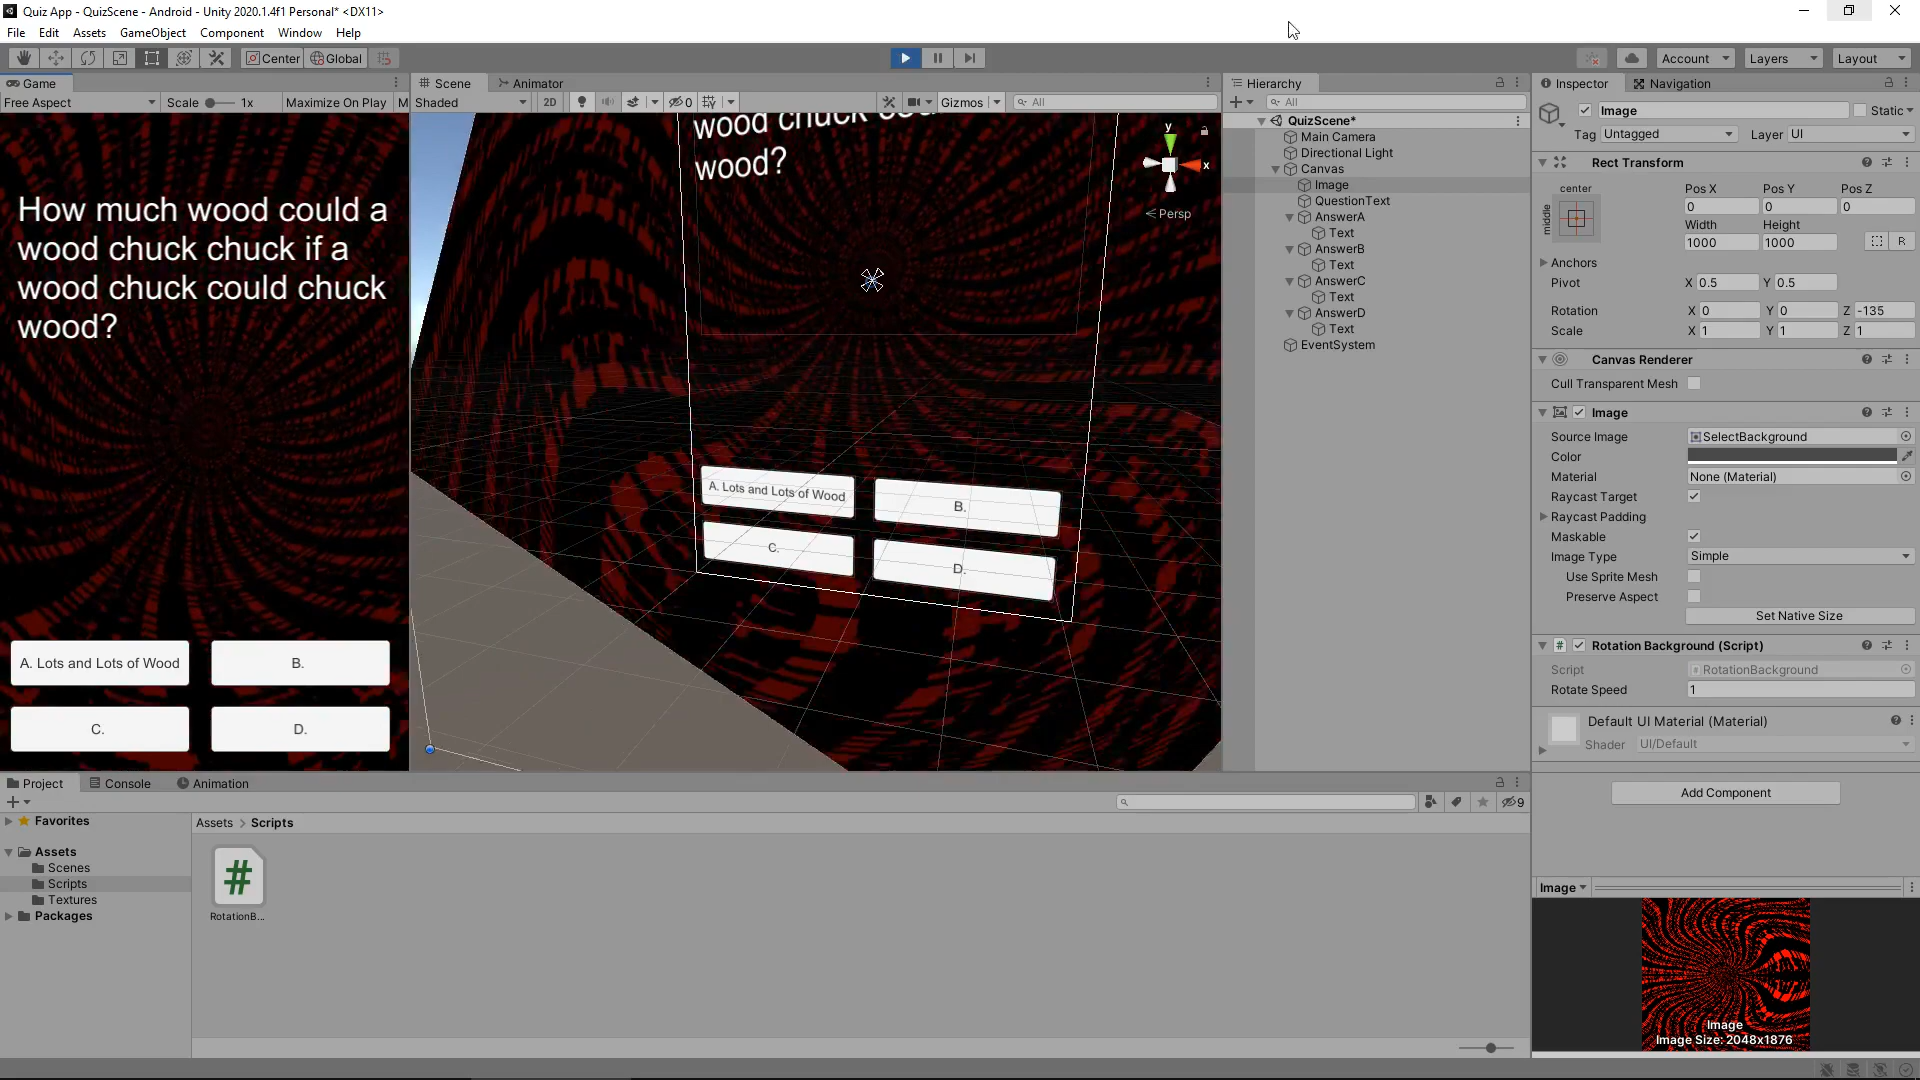 Quiz App - QuizScene - Android - Unity 2020.1.4f1 Personal* <DX11>
File Edit Assets GameObject Component Window Help
Center Global Account Layers Layout
Game
Free Aspect Scale 1x Maximize On Play M
How much wood could a
wood chuck chuck if a
wood chuck could chuck
wood?
A. Lots and Lots of Wood B.
C. D.
Scene Animator
Shaded 2D 0 Gizmos All
wood?
y
x
Persp
A. Lots and Lots of Wood B.
C. D.
Hierarchy
All
QuizScene*
Main Camera
Directional Light
Canvas
Image
QuestionText
AnswerA
Text
AnswerB
Text
AnswerC
Text
AnswerD
Text
EventSystem
Inspector Navigation
Image Static
Tag Untagged Layer UI
Rect Transform
center
middle
Pos X Pos Y Pos Z
0 0 0
Width Height
1000 1000 R
Anchors
Pivot X 0.5 Y 0.5
Rotation X 0 Y 0 Z -135
Scale X 1 Y 1 Z 1
Canvas Renderer
Cull Transparent Mesh
Image
Source Image SelectBackground
Color
Material None (Material)
Raycast Target
Raycast Padding
Maskable
Image Type Simple
Use Sprite Mesh
Preserve Aspect
Set Native Size
# Rotation Background (Script)
Script RotationBackground
Rotate Speed 1
Default UI Material (Material)
Shader UI/Default
Add Component
Image
Image
Image Size: 2048x1876
Project Console Animation
9
Favorites
Assets
Scenes
Scripts
Textures
Packages
Assets > Scripts
#
RotationB...